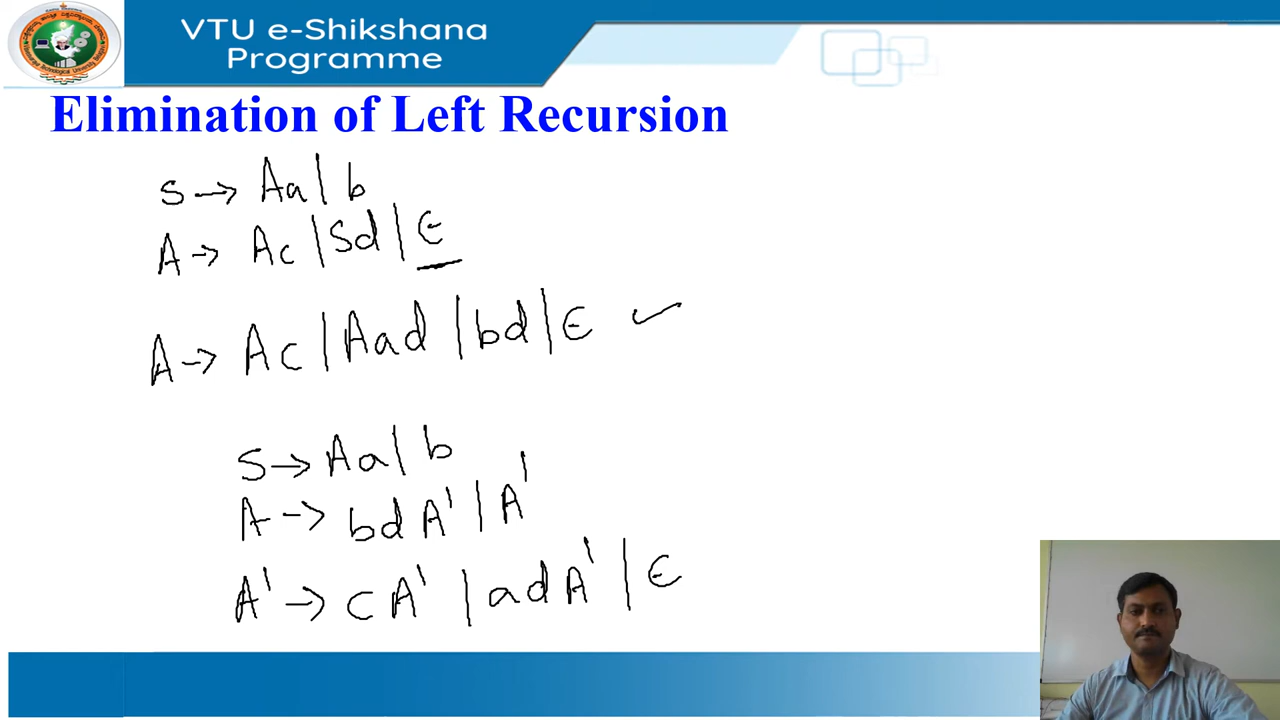 VTU e-Shikshana
Programme
Elimination of Left Recursion
S → Aa | b
A → Ac | Sd | ϵ
A → Ac | Aad | bd | ϵ ✓
S → Aa | b
A → bdA' | A'
A' → cA' | adA' | ϵ